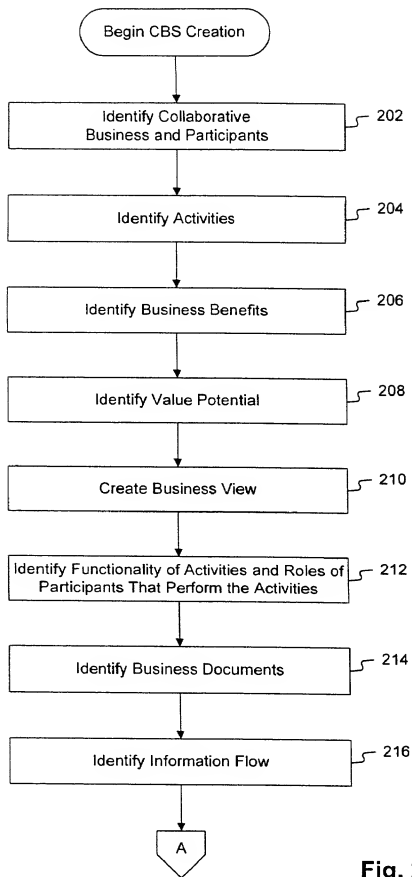 Begin CBS Creation
Identify Collaborative
Business and Participants
202
Identify Activities
204
Identify Business Benefits
206
Identify Value Potential
208
Create Business View
210
Identify Functionality of Activities and Roles of
Participants That Perform the Activities
212
Identify Business Documents
214
Identify Information Flow
216
A
Fig.